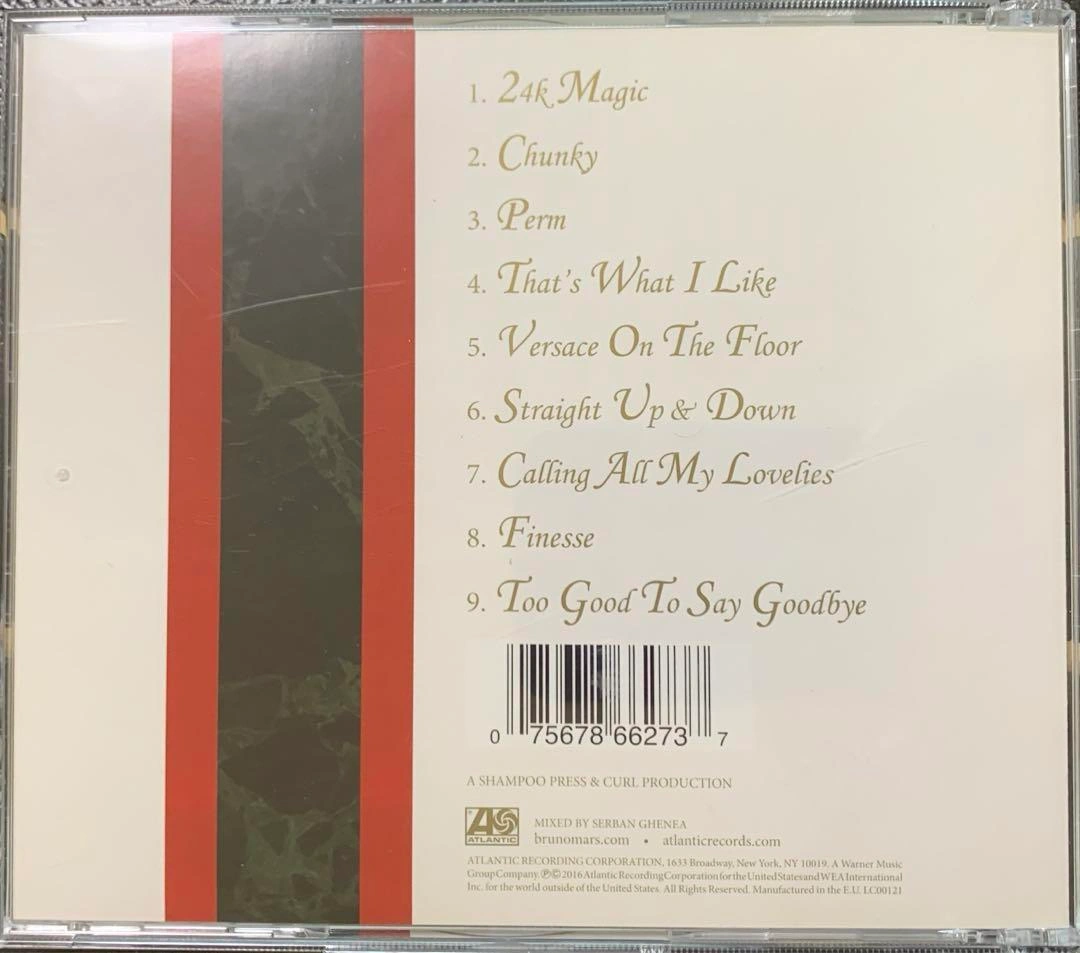 1. 24k Magic
2. Chunky
3. Perm
4. That's What I Like
5. Versace On The Floor
6. Straight Up & Down
7. Calling All My Lovelies
8. Finesse
9. Too Good To Say Goodbye
0 75678 66273 7
A SHAMPOO PRESS & CURL PRODUCTION
ATLANTIC
MIXED BY SERBAN GHENEA
brunomars.com • atlanticrecords.com
ATLANTIC RECORDING CORPORATION, 1633 Broadway, New York, NY 10019. A Warner Music
Group Company. ℗©2016 Atlantic Recording Corporation for the United States and WEA International
Inc. for the world outside of the United States. All Rights Reserved. Manufactured in the E.U. LC00121